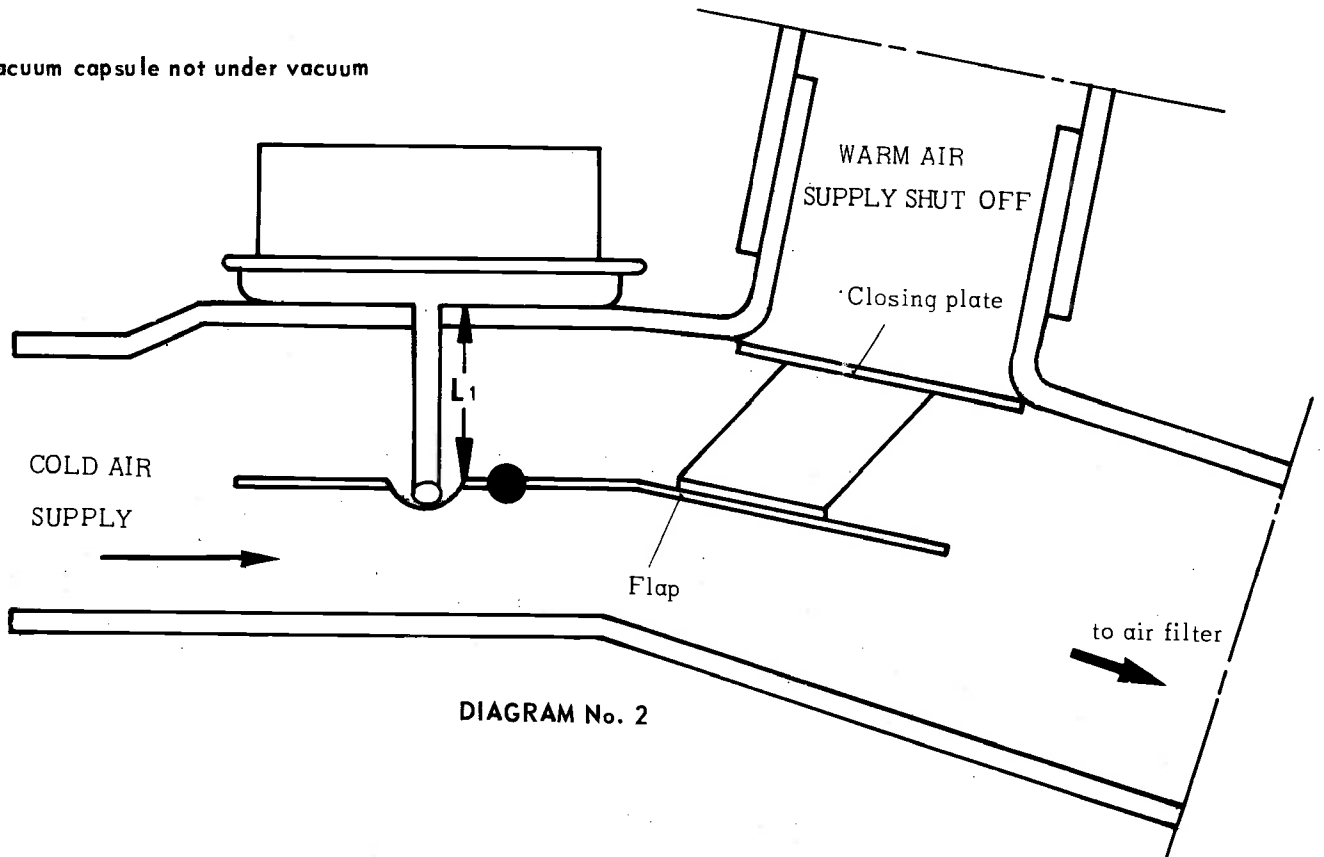 acuum capsule not under vacuum
WARM AIR
SUPPLY SHUT OFF
Closing plate
L1
COLD AIR
SUPPLY
Flap
to air filter
DIAGRAM No. 2